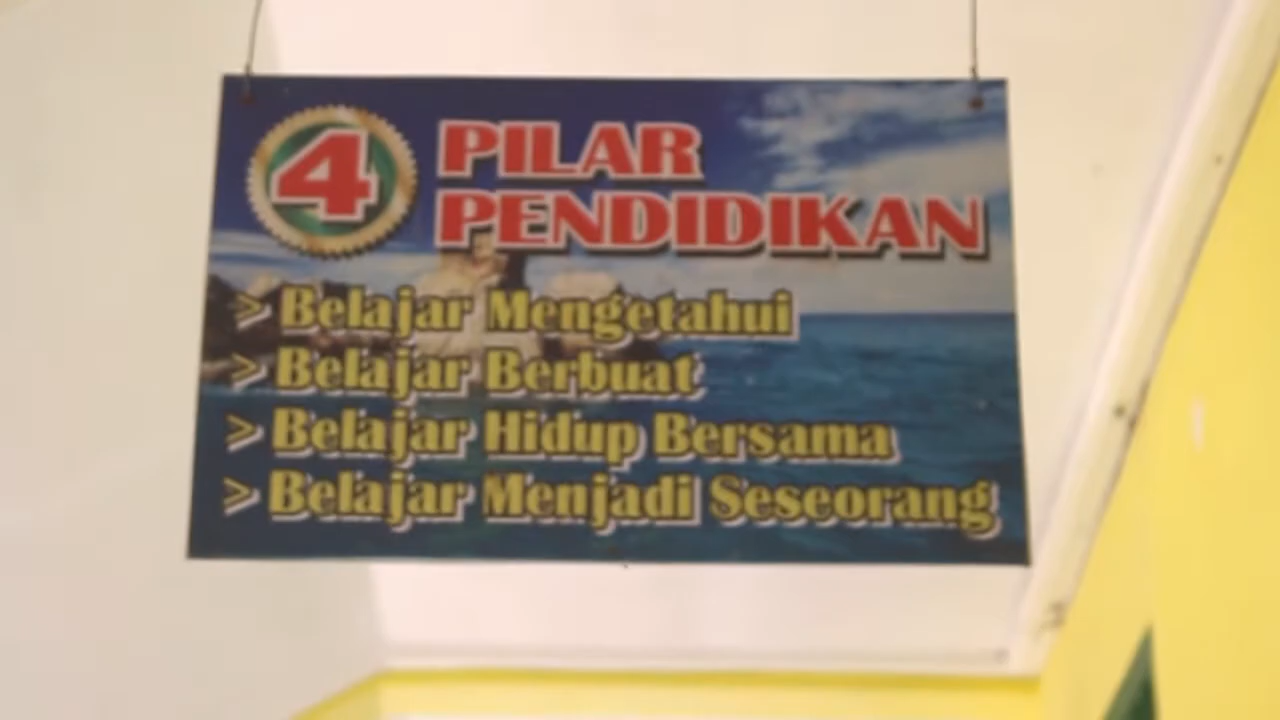 4 PILAR
PENDIDIKAN
> Belajar Mengetahui
> Belajar Berbuat
> Belajar Hidup Bersama
> Belajar Menjadi Seseorang